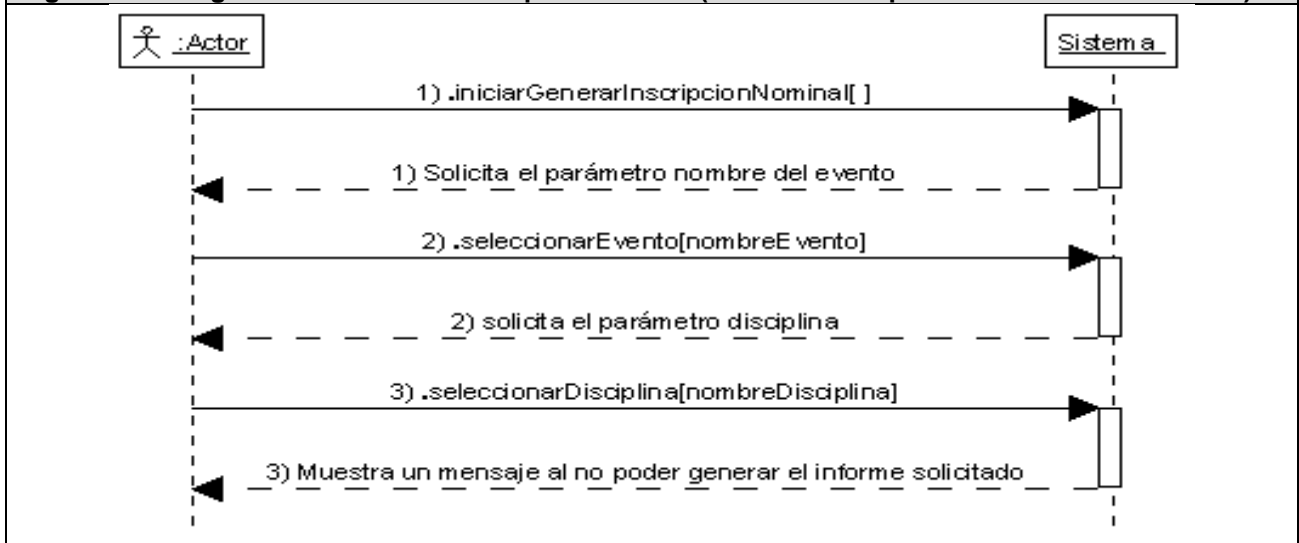 :Actor
Sistema
1) .iniciarGenerarInscripcionNominal[ ]
1) Solicita el parámetro nombre del evento
2) .seleccionarEvento[nombreEvento]
2) solicita el parámetro disciplina
3) .seleccionarDisciplina[nombreDisciplina]
3) Muestra un mensaje al no poder generar el informe solicitado